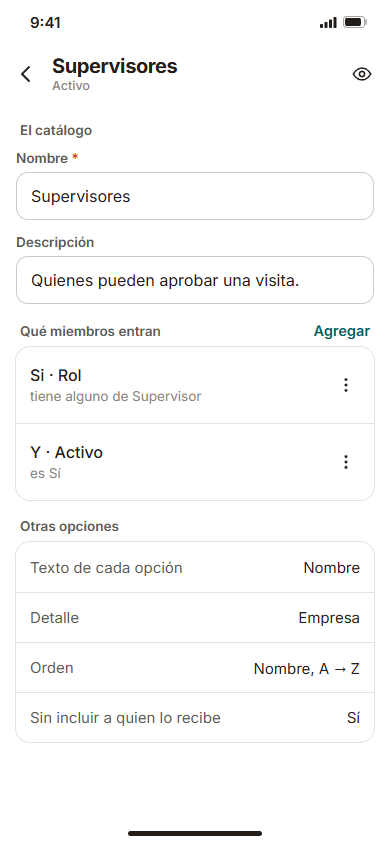 9:41
Supervisores
Activo
El catálogo
Nombre *
Supervisores
Descripción
Quienes pueden aprobar una visita.
Qué miembros entran
Agregar
Si · Rol
tiene alguno de Supervisor
Y · Activo
es Sí
Otras opciones
Texto de cada opción
Nombre
Detalle
Empresa
Orden
Nombre, A → Z
Sin incluir a quien lo recibe
Sí